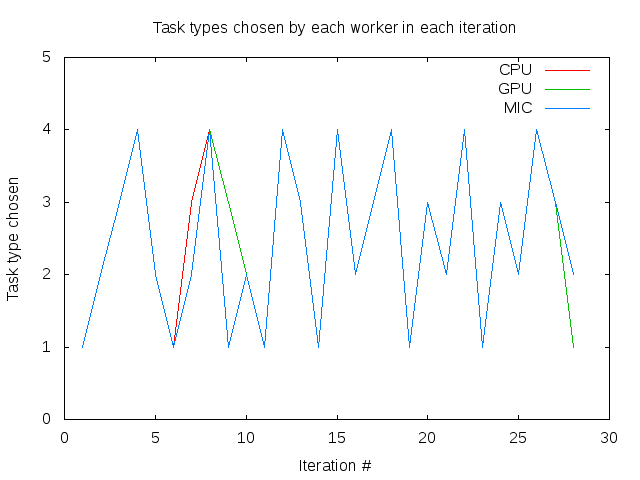 Task types chosen by each worker in each iteration
5
4
3
2
1
0
0 5 10 15 20 25 30
CPU
GPU
MIC
Task type chosen
Iteration #